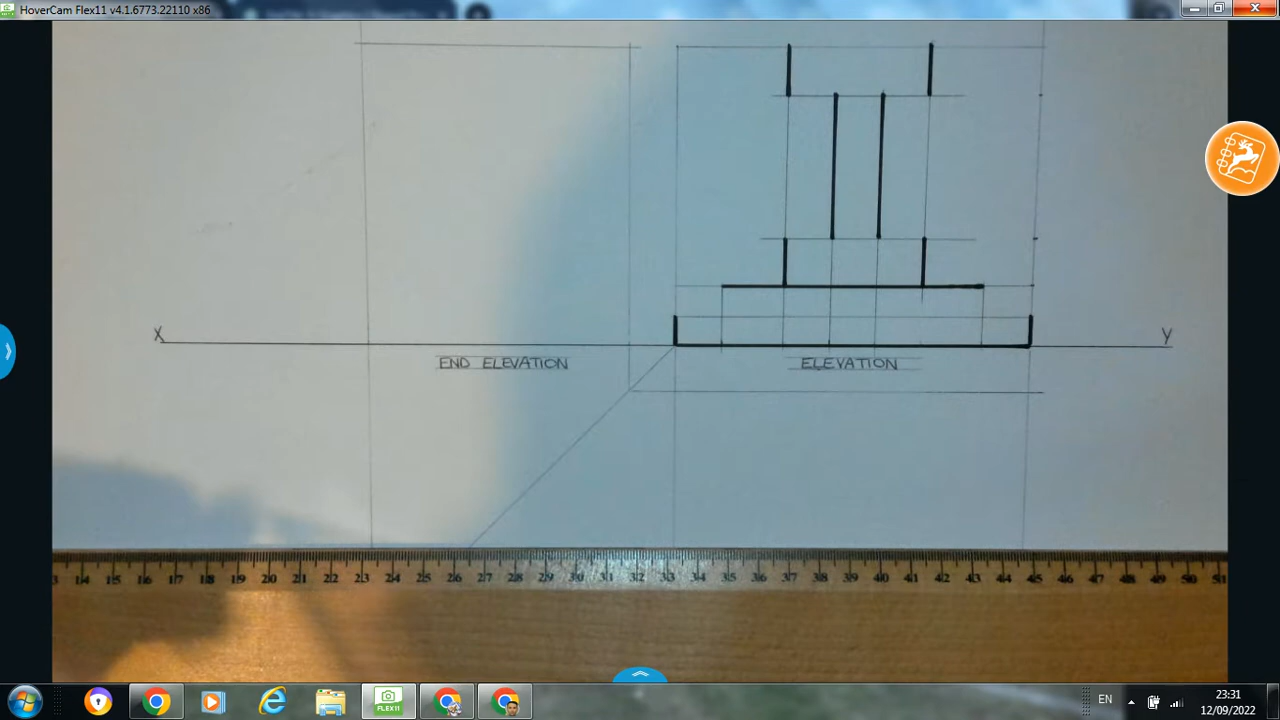 HoverCam Flex11 v4.1.6773.22110 x86
X
Y
END ELEVATION
ELEVATION
3 14 15 16 17 18 19 20 21 22 23 24 25 26 27 28 29 30 31 32 33 34 35 36 37 38 39 40 41 42 43 44 45 46 47 48 49 50 51
FLEX11
EN
23:31
12/09/2022